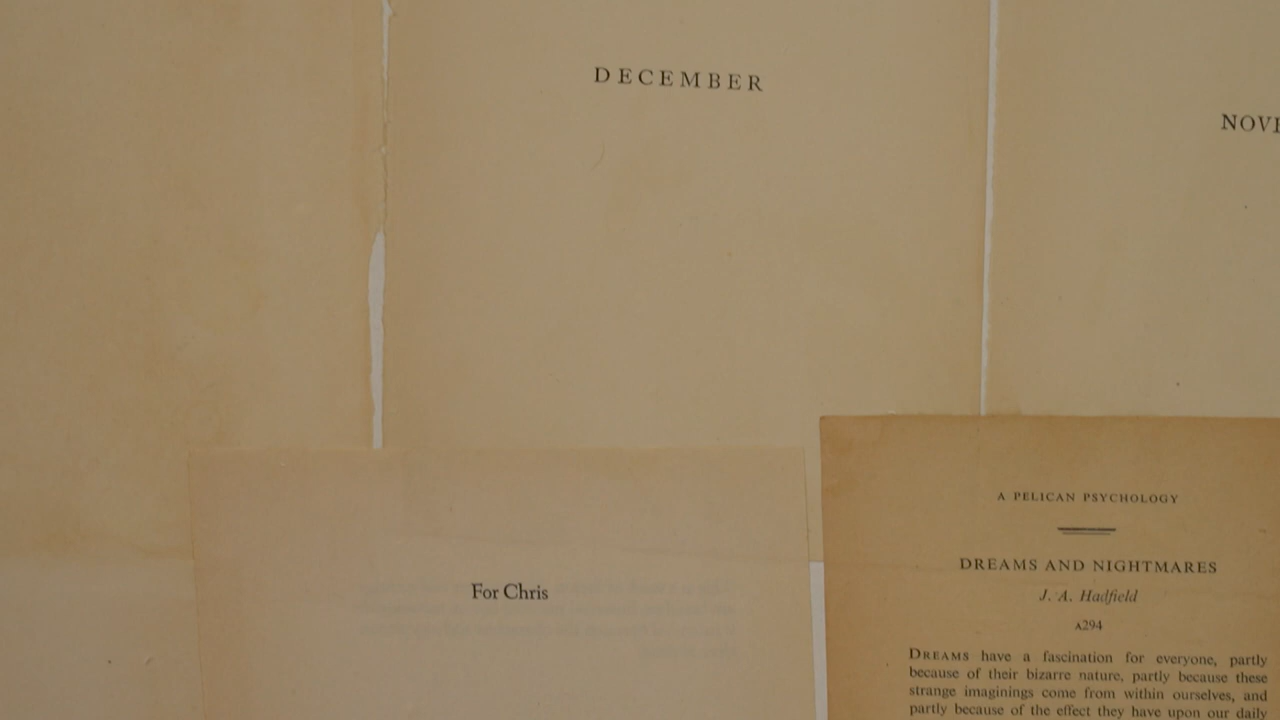 DECEMBER
For Chris
A PELICAN PSYCHOLOGY
DREAMS AND NIGHTMARES
J. A. Hadfield
A294
DREAMS have a fascination for everyone, partly
because of their bizarre nature, partly because these
strange imaginings come from within ourselves, and
partly because of the effect they have upon our daily